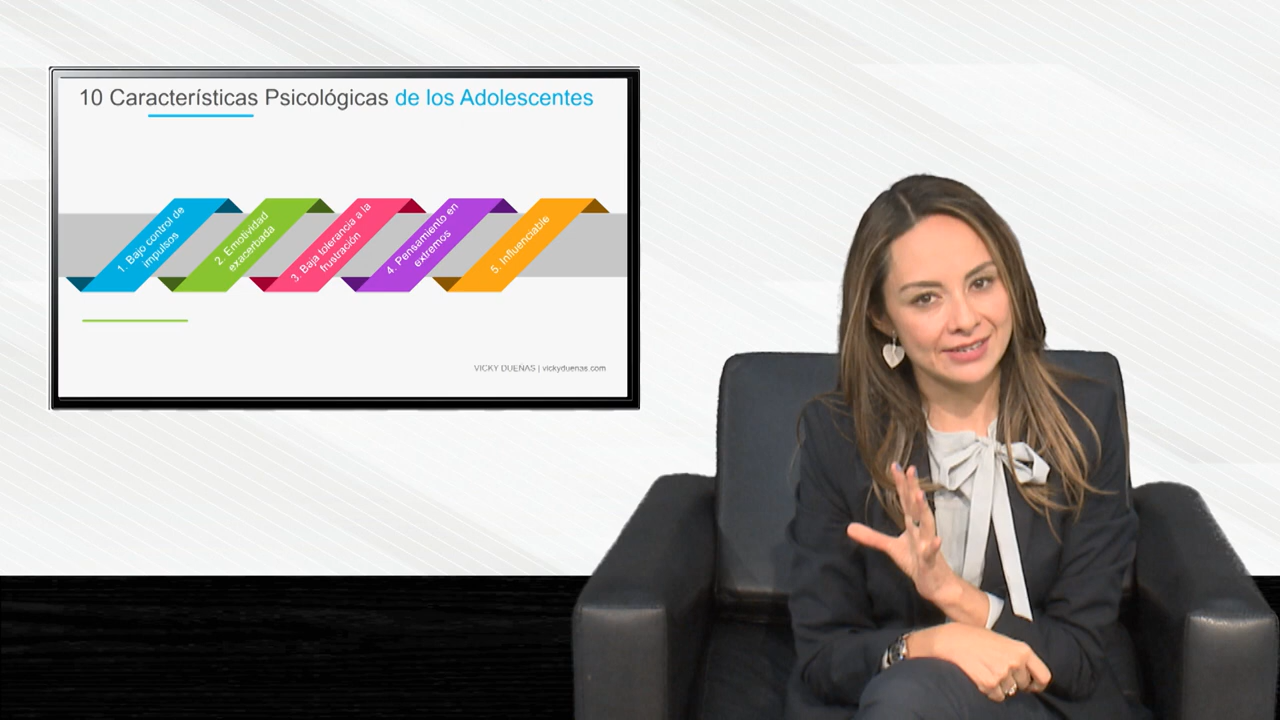 10 Características Psicológicas de los Adolescentes
1. Bajo control de
impulsos
2. Emotividad
exacerbada
3. Baja tolerancia a la
frustración
4. Pensamiento en
extremos
5. Influenciable
VICKY DUEÑAS | vickyduenas.com